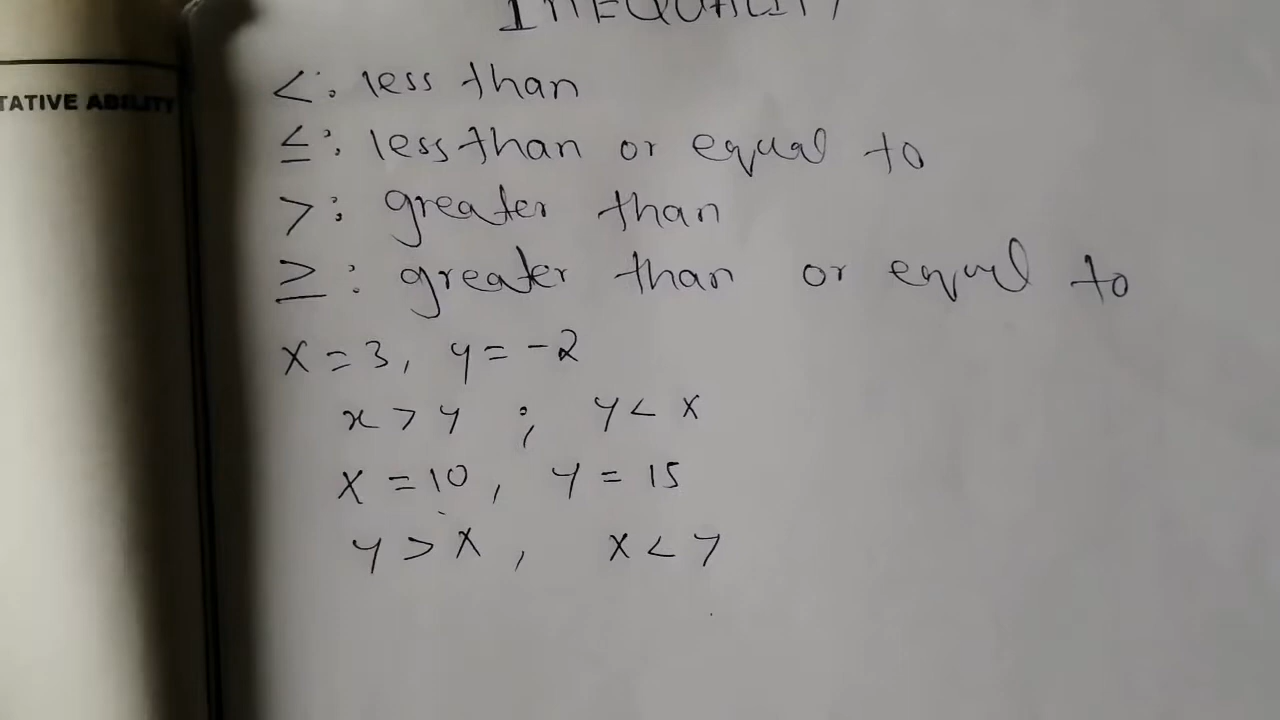 INEQUALITY
TATIVE ABILITY
<: less than
≤: less than or equal to
>: greater than
≥: greater than or equal to
x = 3, y = -2
x > y ; y < x
x = 10, y = 15
y > x, x < y